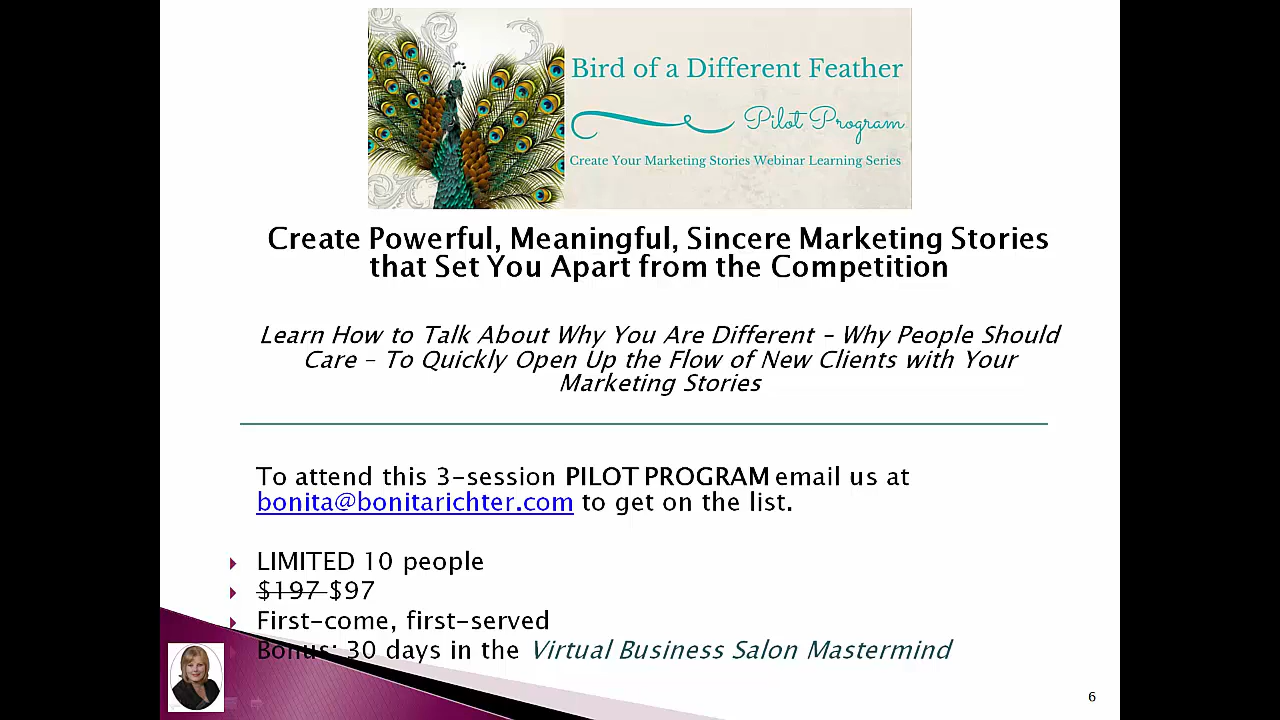 Bird of a Different Feather
Pilot Program
Create Your Marketing Stories Webinar Learning Series
Create Powerful, Meaningful, Sincere Marketing Stories
that Set You Apart from the Competition
Learn How to Talk About Why You Are Different – Why People Should
Care – To Quickly Open Up the Flow of New Clients with Your
Marketing Stories
To attend this 3-session PILOT PROGRAM email us at
bonita@bonitarichter.com to get on the list.
LIMITED 10 people
$197 $97
First-come, first-served
Bonus: 30 days in the Virtual Business Salon Mastermind
6